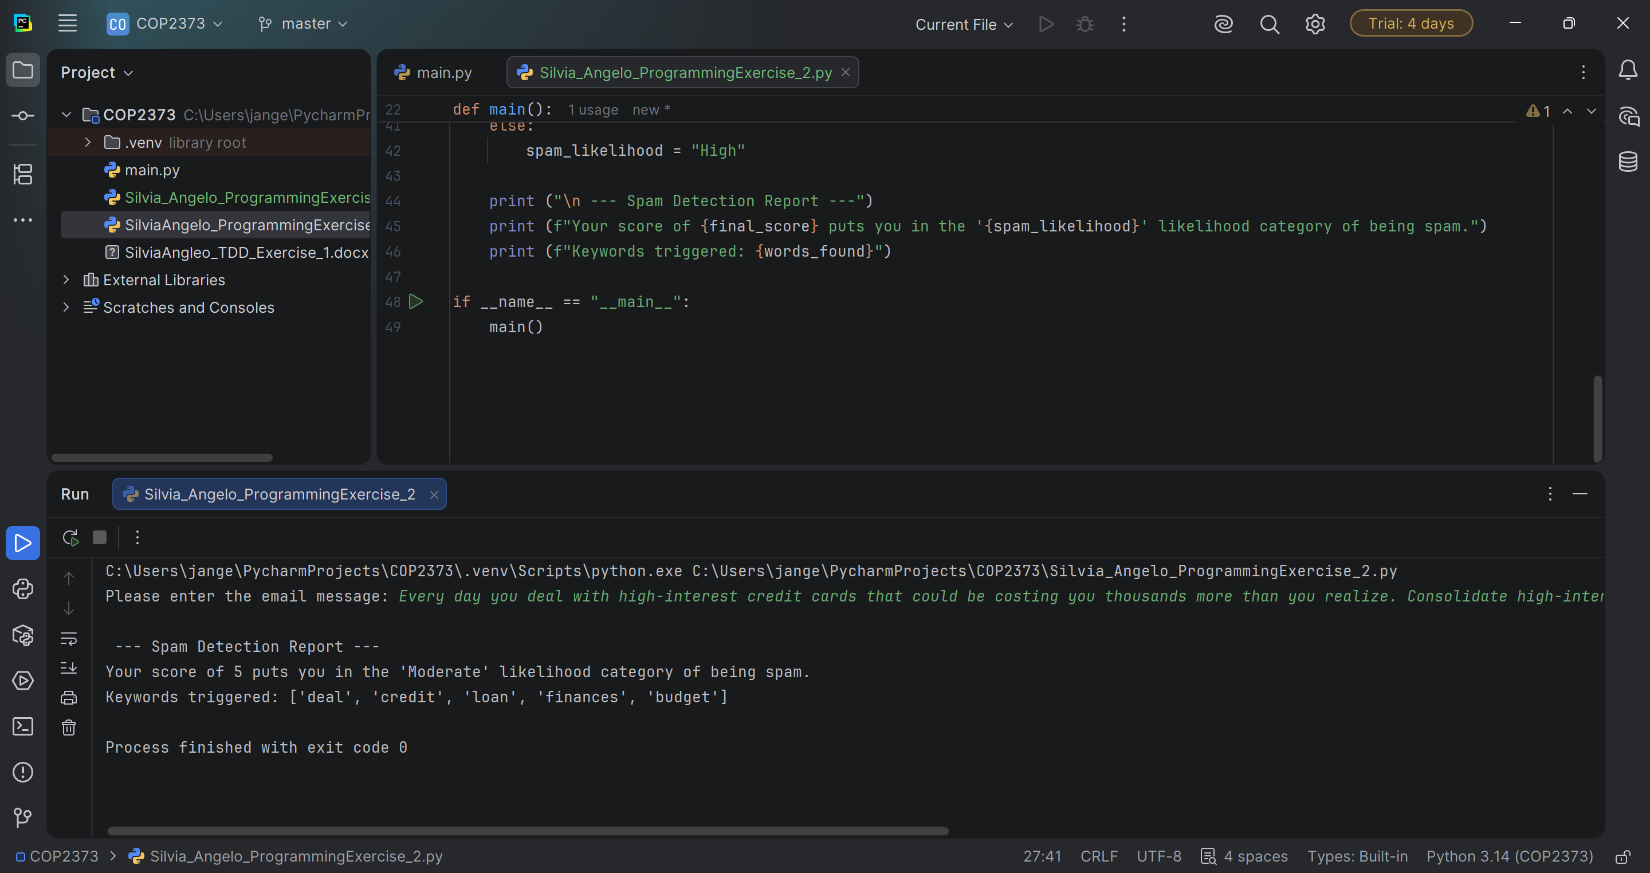 CO COP2373 master
Current File
Trial: 4 days
Project
COP2373 C:\Users\jange\PycharmPr
.venv library root
main.py
Silvia_Angelo_ProgrammingExercis
SilviaAngelo_ProgrammingExercise
SilviaAngleo_TDD_Exercise_1.docx
External Libraries
Scratches and Consoles
main.py
Silvia_Angelo_ProgrammingExercise_2.py
22 def main(): 1 usage new *
1
41 else:
42 spam_likelihood = "High"
43
44 print ("\n --- Spam Detection Report ---")
45 print (f"Your score of {final_score} puts you in the '{spam_likelihood}' likelihood category of being spam.")
46 print (f"Keywords triggered: {words_found}")
47
48 if __name__ == "__main__":
49 main()
Run Silvia_Angelo_ProgrammingExercise_2
C:\Users\jange\PycharmProjects\COP2373\.venv\Scripts\python.exe C:\Users\jange\PycharmProjects\COP2373\Silvia_Angelo_ProgrammingExercise_2.py
Please enter the email message: Every day you deal with high-interest credit cards that could be costing you thousands more than you realize. Consolidate high-inter
--- Spam Detection Report ---
Your score of 5 puts you in the 'Moderate' likelihood category of being spam.
Keywords triggered: ['deal', 'credit', 'loan', 'finances', 'budget']
Process finished with exit code 0
COP2373 > Silvia_Angelo_ProgrammingExercise_2.py
27:41 CRLF UTF-8 4 spaces Types: Built-in Python 3.14 (COP2373)